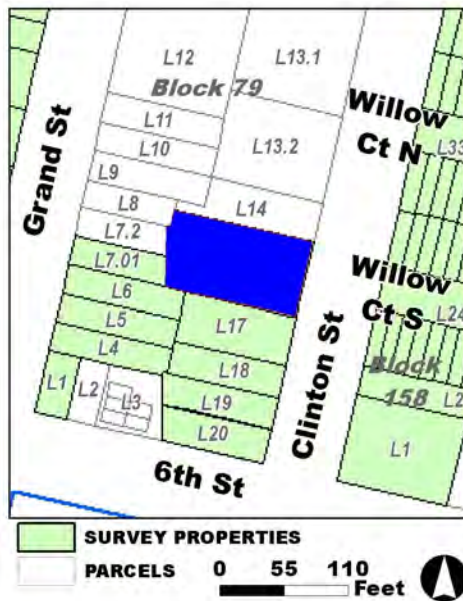 L12
L13.1
Block 79
Willow
Ct N
L11
L10
L13.2
L33
Grand St
L9
L8
L14
L7.2
L7.01
Willow
Ct S
L6
L17
L24
L5
Clinton St
L4
L18
Block
158
L1
L2
L3
L19
L2
L20
L1
6th St
SURVEY PROPERTIES
PARCELS
0 55 110
Feet